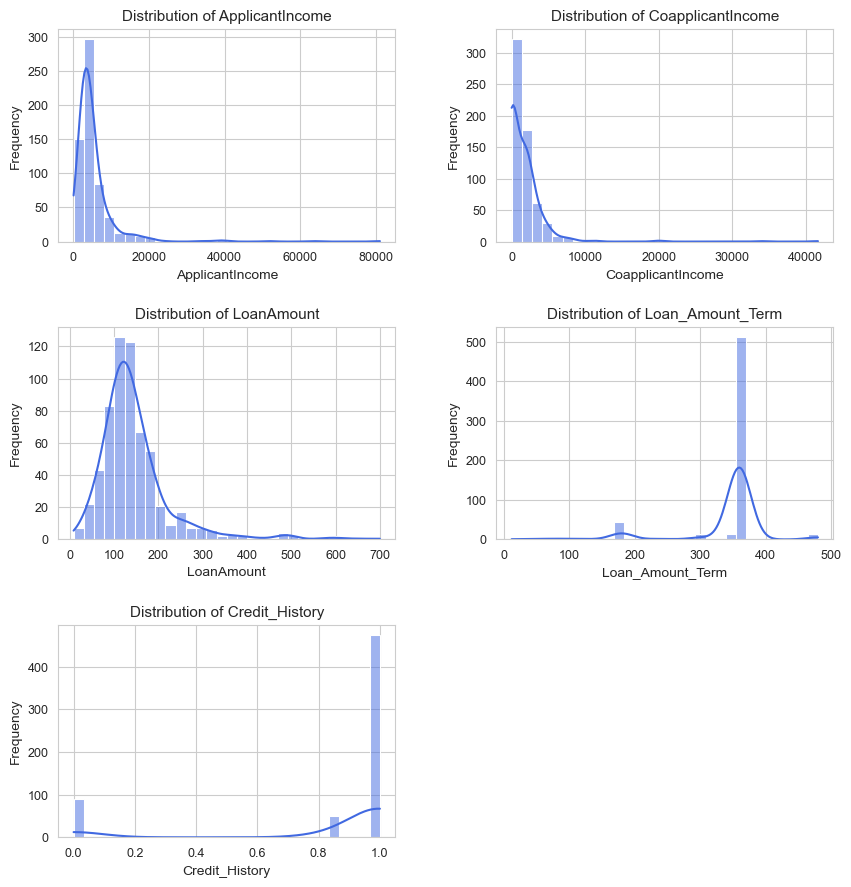 Distribution of ApplicantIncome
Frequency
300
250
200
150
100
50
0
0 20000 40000 60000 80000
ApplicantIncome
Distribution of CoapplicantIncome
Frequency
300
250
200
150
100
50
0
0 10000 20000 30000 40000
CoapplicantIncome
Distribution of LoanAmount
Frequency
120
100
80
60
40
20
0
0 100 200 300 400 500 600 700
LoanAmount
Distribution of Loan_Amount_Term
Frequency
500
400
300
200
100
0
0 100 200 300 400 500
Loan_Amount_Term
Distribution of Credit_History
Frequency
400
300
200
100
0
0.0 0.2 0.4 0.6 0.8 1.0
Credit_History